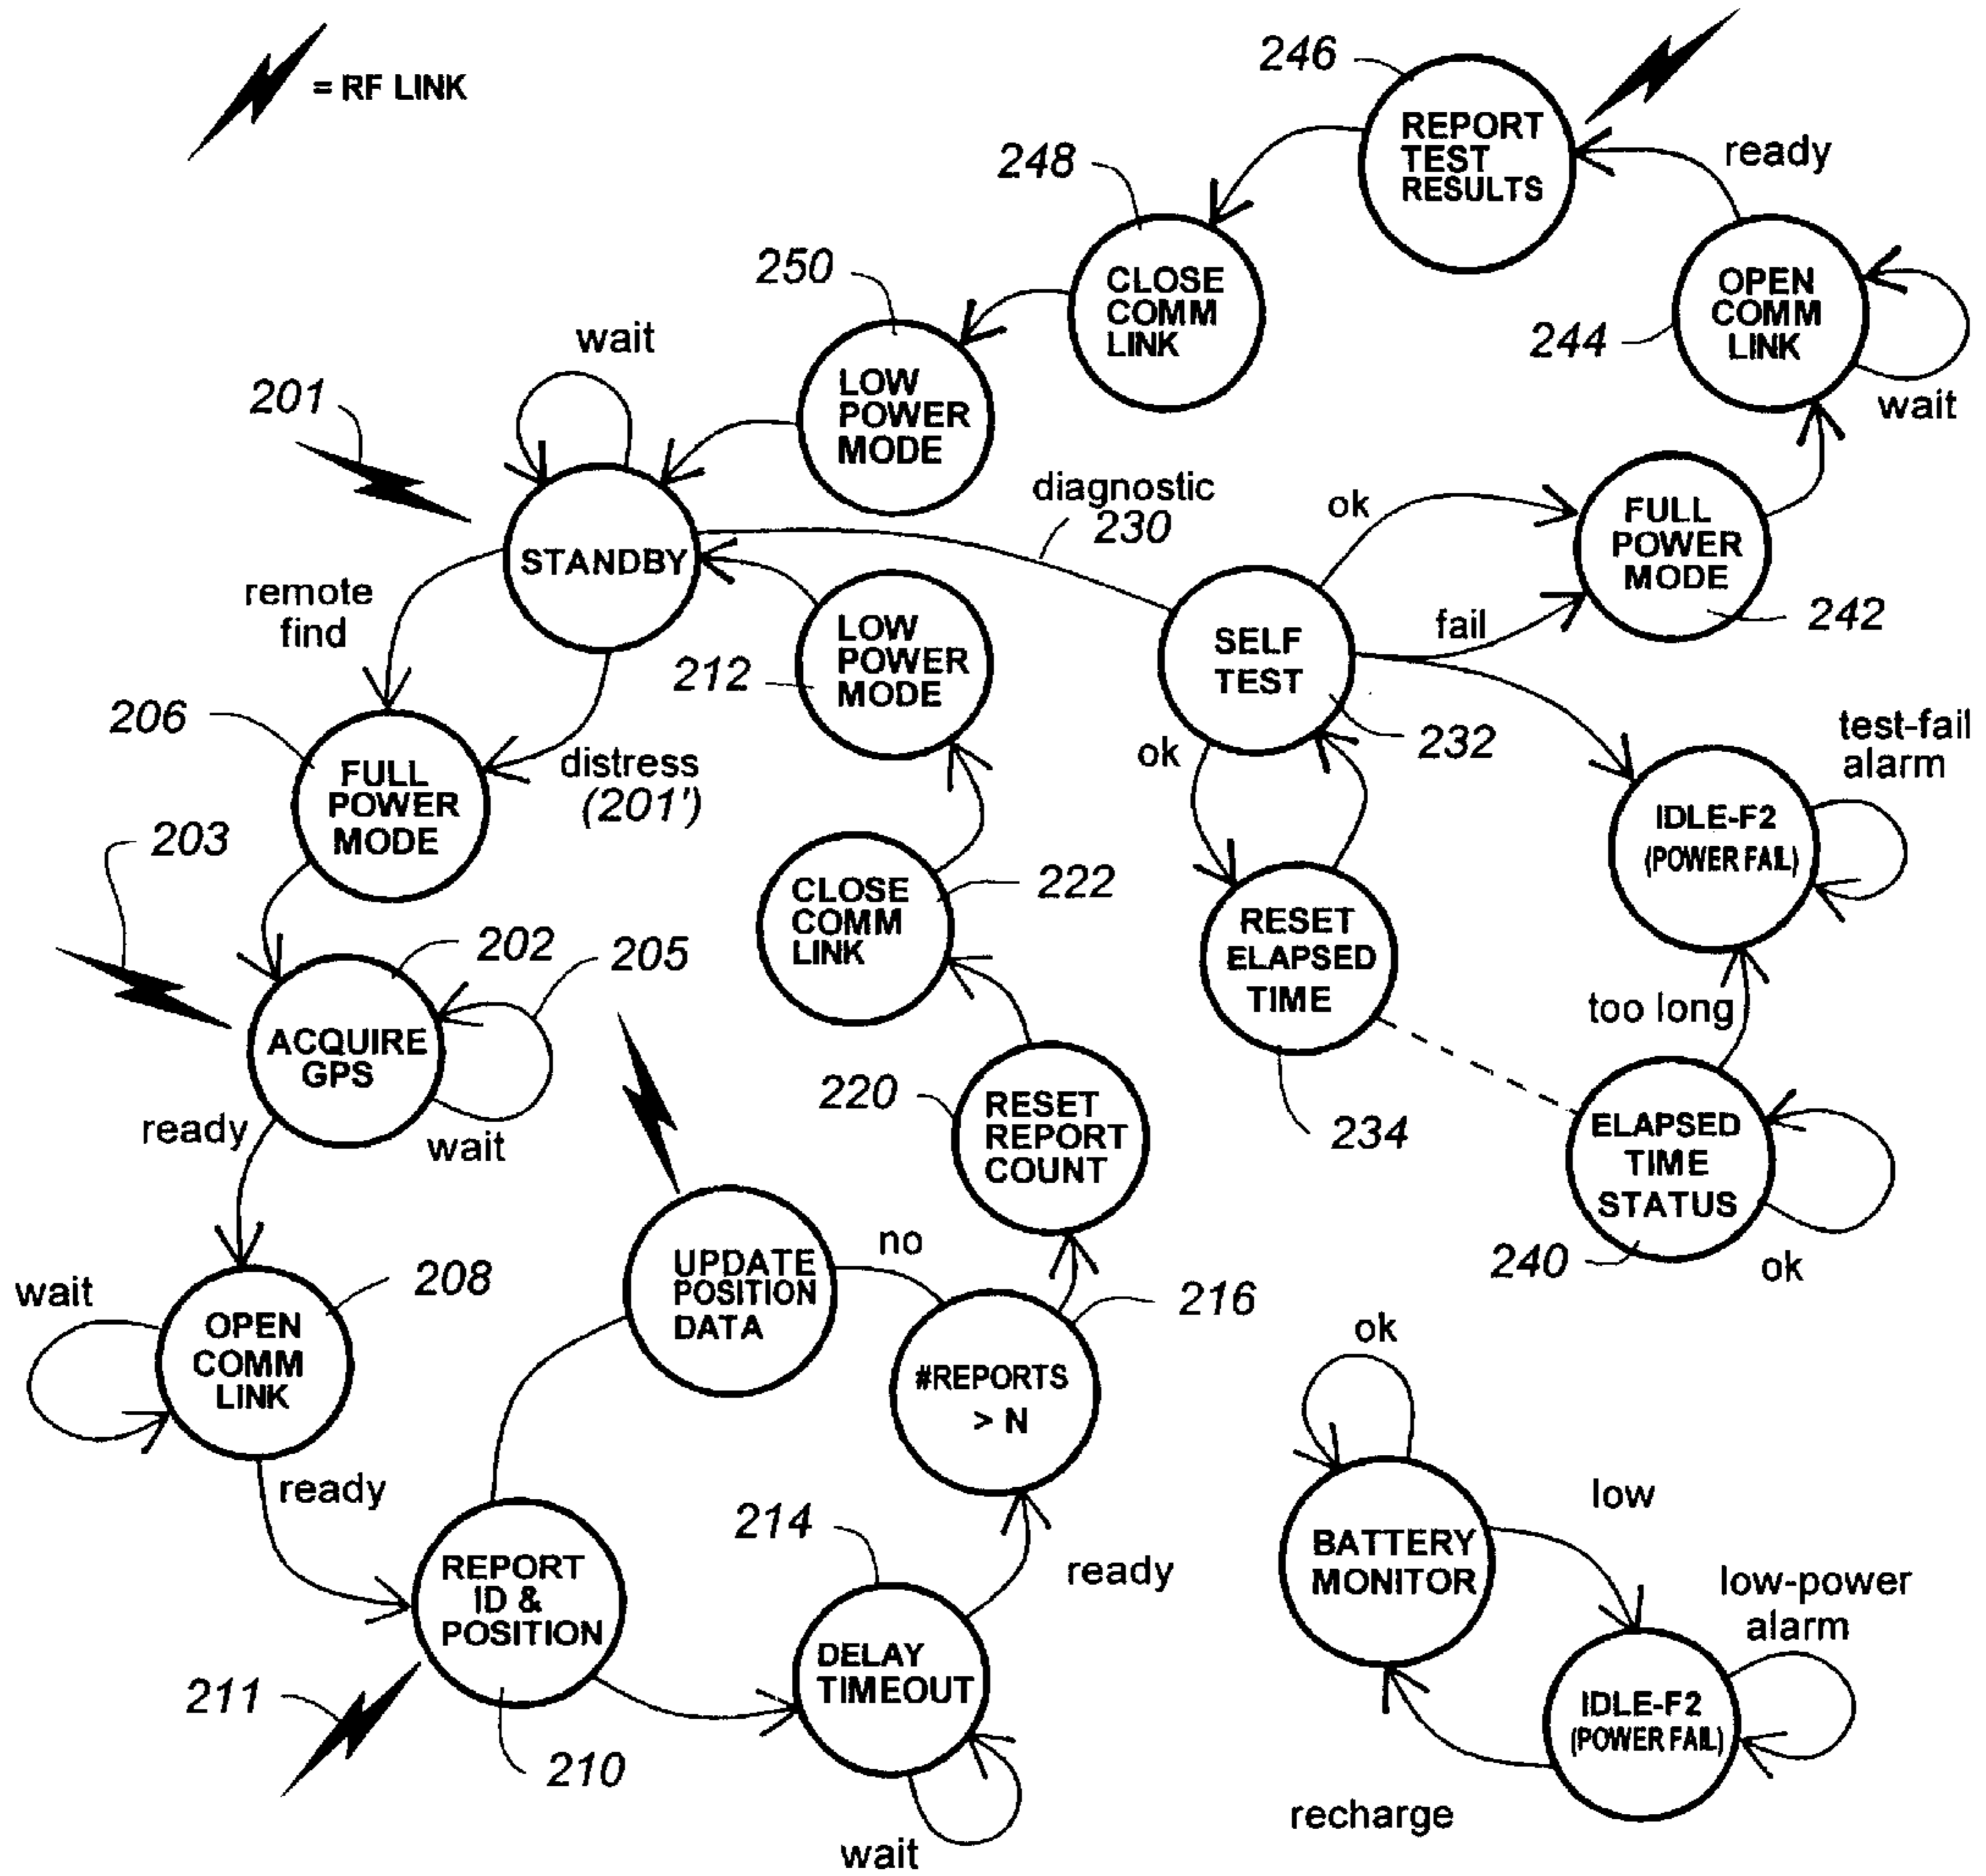 = RF LINK
246
REPORT
TEST
RESULTS
ready
248
CLOSE
COMM
LINK
OPEN
COMM
LINK
244
wait
250
LOW
POWER
MODE
wait
201
STANDBY
diagnostic
230
ok
FULL
POWER
MODE
242
remote
find
LOW
POWER
MODE
212
SELF
TEST
fail
232
ok
206
FULL
POWER
MODE
distress
(201')
test-fail
alarm
IDLE-F2
(POWER FAIL)
203
CLOSE
COMM
LINK
222
RESET
ELAPSED
TIME
202
205
ACQUIRE
GPS
too long
ready
wait
220
RESET
REPORT
COUNT
234
ELAPSED
TIME
STATUS
240
ok
UPDATE
POSITION
DATA
no
216
wait
208
OPEN
COMM
LINK
#REPORTS
> N
ok
ready
214
ready
BATTERY
MONITOR
low
low-power
alarm
REPORT
ID &
POSITION
211
210
DELAY
TIMEOUT
wait
IDLE-F2
(POWER FAIL)
recharge